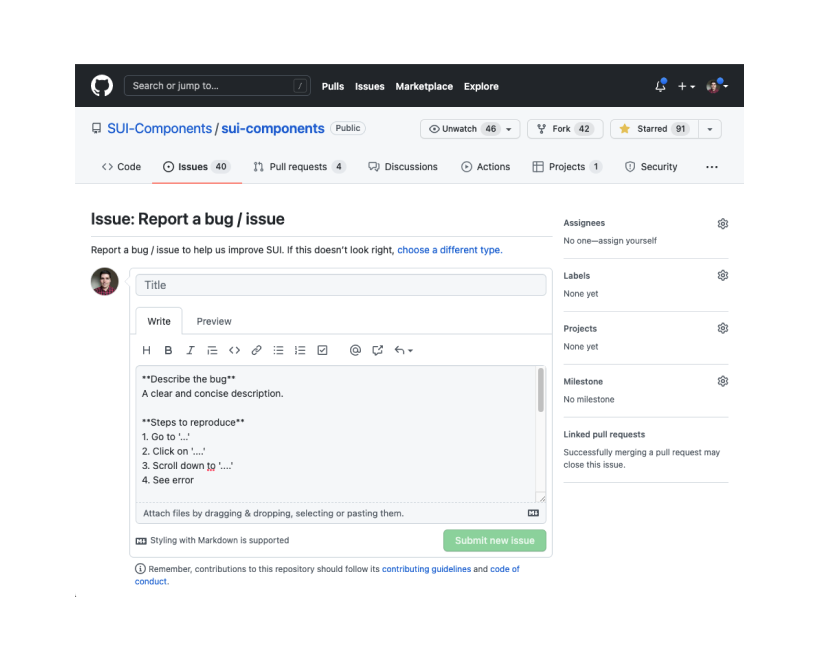 Search or jump to... /
Pulls Issues Marketplace Explore
SUI-Components / sui-components Public
Unwatch 46 Fork 42 Starred 91
Code Issues 40 Pull requests 4 Discussions Actions Projects 1 Security ...
Issue: Report a bug / issue
Report a bug / issue to help us improve SUI. If this doesn't look right, choose a different type.
Title
Write Preview
H B I
**Describe the bug**
A clear and concise description.
**Steps to reproduce**
1. Go to '...'
2. Click on '....'
3. Scroll down to '....'
4. See error
Attach files by dragging & dropping, selecting or pasting them.
Styling with Markdown is supported
Submit new issue
Remember, contributions to this repository should follow its contributing guidelines and code of
conduct.
Assignees
No one—assign yourself
Labels
None yet
Projects
None yet
Milestone
No milestone
Linked pull requests
Successfully merging a pull request may
close this issue.